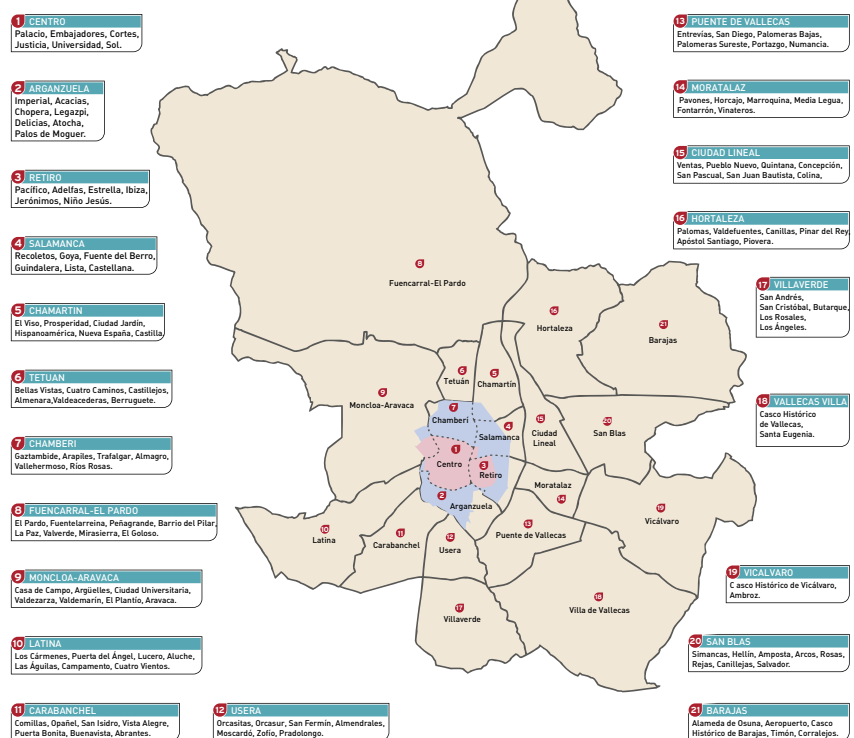 1 CENTRO
Palacio, Embajadores, Cortes,
Justicia, Universidad, Sol.
2 ARGANZUELA
Imperial, Acacias,
Chopera, Legazpi,
Delicias, Atocha,
Palos de Moguer.
3 RETIRO
Pacífico, Adelfas, Estrella, Ibiza,
Jerónimos, Niño Jesús.
4 SALAMANCA
Recoletos, Goya, Fuente del Berro,
Guindalera, Lista, Castellana.
5 CHAMARTIN
El Viso, Prosperidad, Ciudad Jardín,
Hispanoamérica, Nueva España, Castilla.
6 TETUAN
Bellas Vistas, Cuatro Caminos, Castillejos,
Almenara,Valdeacederas, Berruguete.
7 CHAMBERI
Gaztambide, Arapiles, Trafalgar, Almagro,
Vallehermoso, Ríos Rosas.
8 FUENCARRAL-EL PARDO
El Pardo, Fuentelarreina, Peñagrande, Barrio del Pilar,
La Paz, Valverde, Mirasierra, El Goloso.
9 MONCLOA-ARAVACA
Casa de Campo, Argüelles, Ciudad Universitaria,
Valdezarza, Valdemarín, El Plantío, Aravaca.
10 LATINA
Los Cármenes, Puerta del Ángel, Lucero, Aluche,
Las Águilas, Campamento, Cuatro Vientos.
11 CARABANCHEL
Comillas, Opañel, San Isidro, Vista Alegre,
Puerta Bonita, Buenavista, Abrantes.
12 USERA
Orcasitas, Orcasur, San Fermín, Almendrales,
Moscardó, Zofío, Pradolongo.
8
Fuencarral-El Pardo
16
Hortaleza
21
Barajas
6
Tetuán
5
Chamartín
9
Moncloa-Aravaca
7
Chamberí
4
Salamanca
15
Ciudad
Lineal
20
San Blas
1
Centro
3
Retiro
2
Arganzuela
Moratalaz
14
10
Latina
11
Carabanchel
12
Usera
13
Puente de Vallecas
19
Vicálvaro
17
Villaverde
18
Villa de Vallecas
13 PUENTE DE VALLECAS
Entrevías, San Diego, Palomeras Bajas,
Palomeras Sureste, Portazgo, Numancia.
14 MORATALAZ
Pavones, Horcajo, Marroquina, Media Legua,
Fontarrón, Vinateros.
15 CIUDAD LINEAL
Ventas, Pueblo Nuevo, Quintana, Concepción,
San Pascual, San Juan Bautista, Colina,
16 HORTALEZA
Palomas, Valdefuentes, Canillas, Pinar del Rey,
Apóstol Santiago, Piovera.
17 VILLAVERDE
San Andrés,
San Cristóbal, Butarque,
Los Rosales,
Los Ángeles.
18 VALLECAS VILLA
Casco Histórico
de Vallecas,
Santa Eugenia.
19 VICALVARO
C asco Histórico de Vicálvaro,
Ambroz.
20 SAN BLAS
Simancas, Hellín, Amposta, Arcos, Rosas,
Rejas, Canillejas, Salvador.
21 BARAJAS
Alameda de Osuna, Aeropuerto, Casco
Histórico de Barajas, Timón, Corralejos.